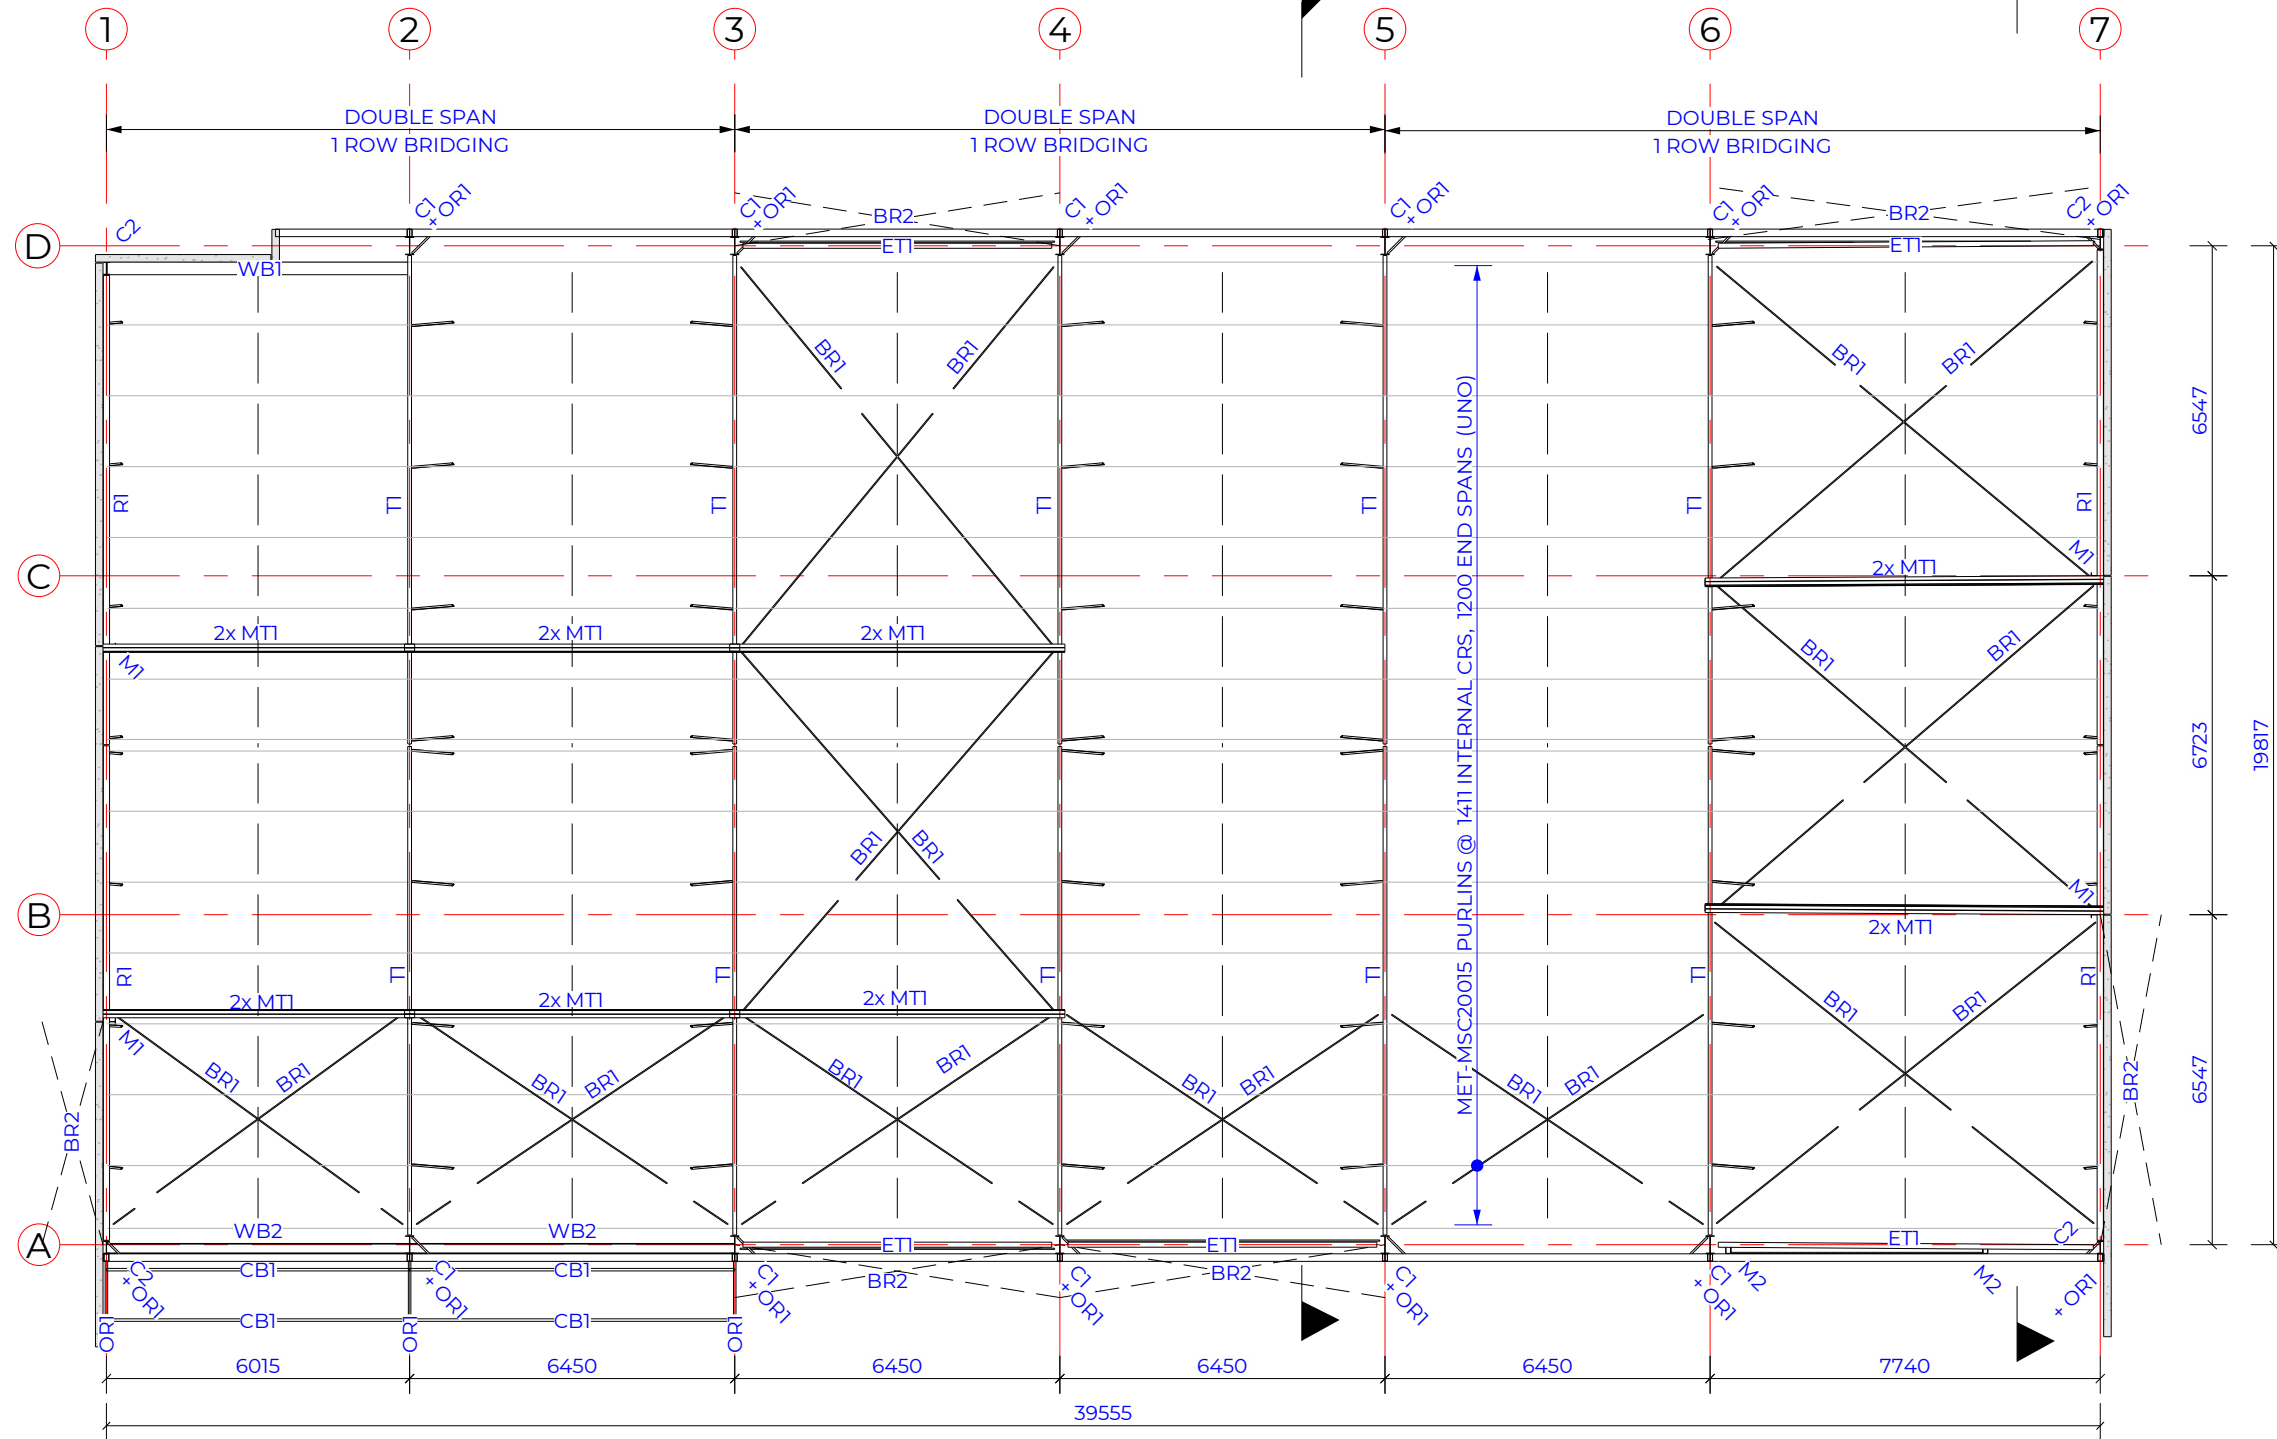 1 2 3 4 5 6 7
DOUBLE SPAN
1 ROW BRIDGING
DOUBLE SPAN
1 ROW BRIDGING
DOUBLE SPAN
1 ROW BRIDGING
D
C2
C1
+ OR1
C1
+ OR1
BR2
C1
+ OR1
C1
+ OR1
C1
+ OR1
BR2
C2
+ OR1
WB1
ET1
ET1
BR1
BR1
BR1
BR1
6547
R1
T1
T1
T1
T1
T1
R1
MET-MSC20015 PURLINS @ 1411 INTERNAL CRS, 1200 END SPANS (UNO)
C
M1
2x MT1
2x MT1
2x MT1
2x MT1
M1
BR1
BR1
6723
19817
BR1
BR1
M1
B
2x MT1
R1
T1
T1
T1
T1
T1
R1
2x MT1
2x MT1
2x MT1
M1
BR1
BR1
BR1
BR1
BR1
BR1
BR1
BR1
BR1
BR1
BR1
BR1
BR2
BR2
6547
A
WB2
WB2
ET1
ET1
ET1
C2
C2
+ OR1
CB1
C1
+ OR1
CB1
C1
+ OR1
BR2
C1
+ OR1
BR2
C1
+ OR1
C1
+ OR1
M2
M2
+ OR1
OR1
CB1
OR1
CB1
OR1
6015
6450
6450
6450
6450
7740
39555